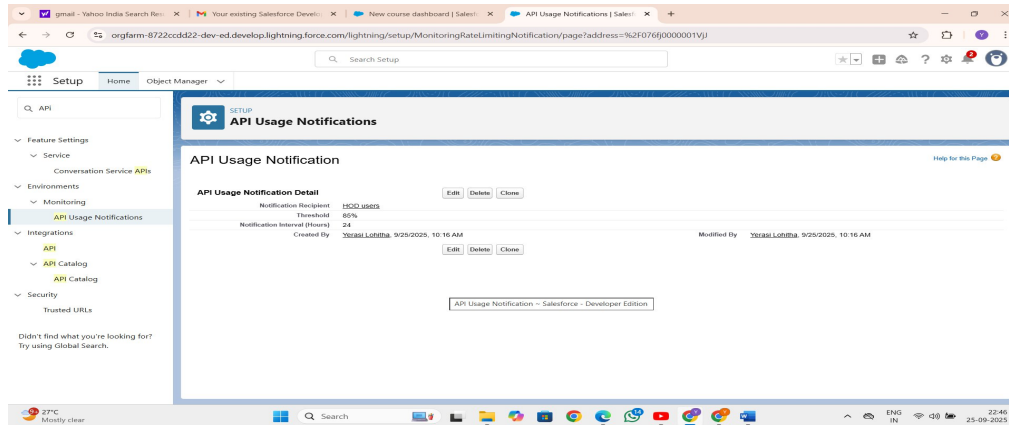 gmail - Yahoo India Search Res
Your existing Salesforce Develo
New course dashboard | Salesf
API Usage Notifications | Salesf
orgfarm-8722ccdd22-dev-ed.develop.lightning.force.com/lightning/setup/MonitoringRateLimitingNotification/page?address=%2F076fJ0000001VjJ
Y
Search Setup
2
Setup Home Object Manager
APi
SETUP
API Usage Notifications
Feature Settings
Service
Conversation Service APIs
Environments
Monitoring
API Usage Notifications
Integrations
API
API Catalog
API Catalog
Security
Trusted URLs
Didn't find what you're looking for?
Try using Global Search.
API Usage Notification
Help for this Page
API Usage Notification Detail
Edit Delete Clone
Notification Recipient HOD users
Threshold 85%
Notification Interval (Hours) 24
Created By Yerasi Lohitha, 9/25/2025, 10:16 AM
Modified By Yerasi Lohitha, 9/25/2025, 10:16 AM
Edit Delete Clone
API Usage Notification ~ Salesforce - Developer Edition
9+
27°C
Mostly clear
Search
ENG
IN
22:46
25-09-2025